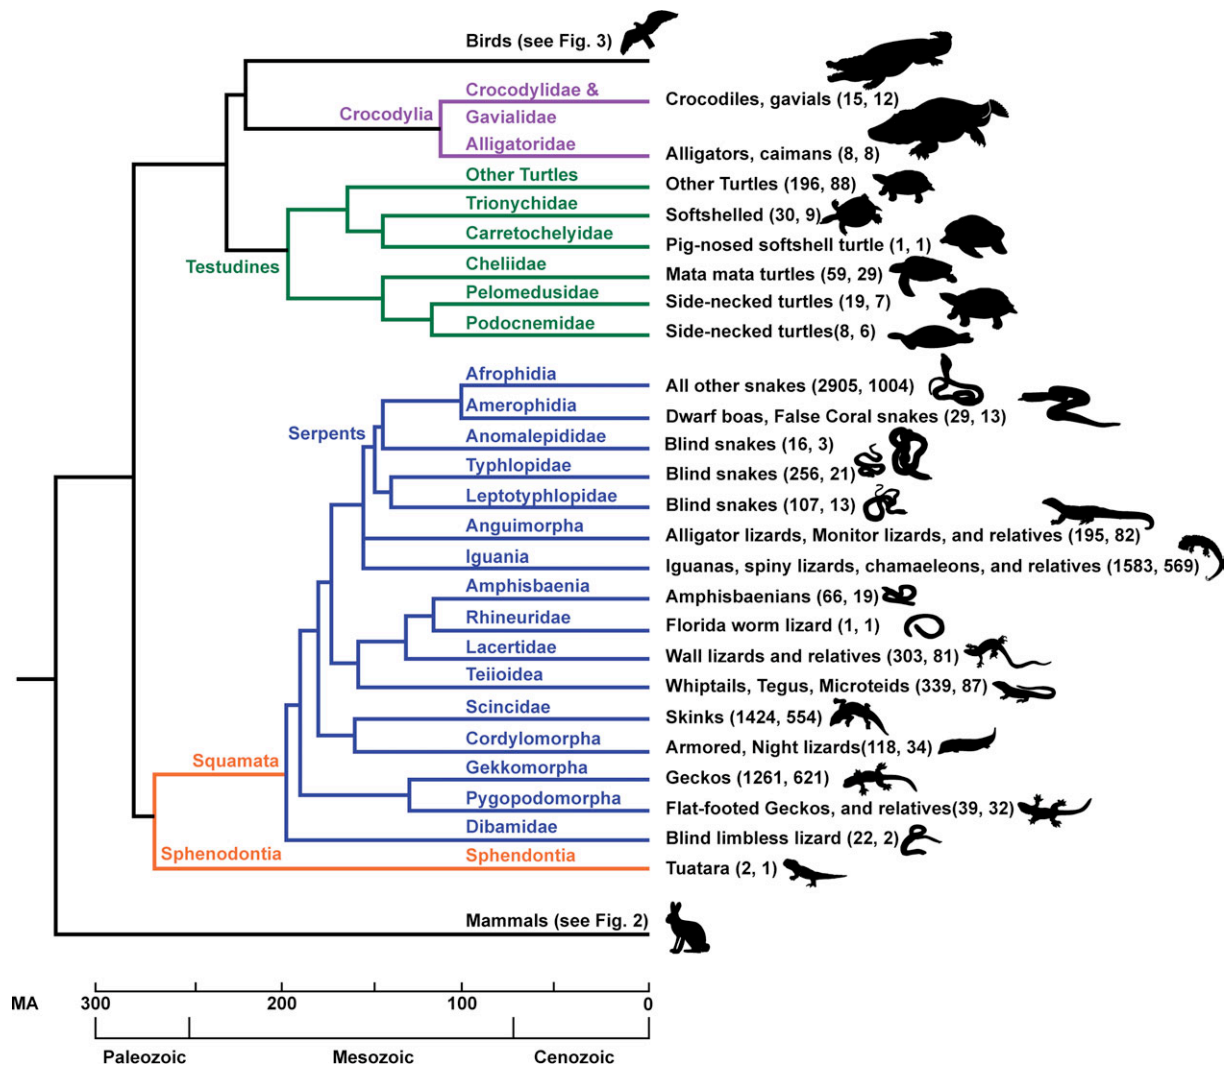 Birds (see Fig. 3)
Crocodylidae &
Crocodylia
Gavialidae
Crocodiles, gavials (15, 12)
Alligatoridae
Alligators, caimans (8, 8)
Other Turtles
Other Turtles (196, 88)
Trionychidae
Softshelled (30, 9)
Carretochelyidae
Pig-nosed softshell turtle (1, 1)
Testudines
Cheliidae
Mata mata turtles (59, 29)
Pelomedusidae
Side-necked turtles (19, 7)
Podocnemidae
Side-necked turtles(8, 6)
Afrophidia
All other snakes (2905, 1004)
Amerophidia
Dwarf boas, False Coral snakes (29, 13)
Serpents
Anomalepididae
Blind snakes (16, 3)
Typhlopidae
Blind snakes (256, 21)
Leptotyphlopidae
Blind snakes (107, 13)
Anguimorpha
Alligator lizards, Monitor lizards, and relatives (195, 82)
Iguania
Iguanas, spiny lizards, chamaeleons, and relatives (1583, 569)
Amphisbaenia
Amphisbaenians (66, 19)
Rhineuridae
Florida worm lizard (1, 1)
Lacertidae
Wall lizards and relatives (303, 81)
Teiioidea
Whiptails, Tegus, Microteids (339, 87)
Scincidae
Skinks (1424, 554)
Cordylomorpha
Armored, Night lizards(118, 34)
Squamata
Gekkomorpha
Geckos (1261, 621)
Pygopodomorpha
Flat-footed Geckos, and relatives(39, 32)
Dibamidae
Blind limbless lizard (22, 2)
Sphenodontia
Sphendontia
Tuatara (2, 1)
Mammals (see Fig. 2)
MA 300 200 100 0
Paleozoic Mesozoic Cenozoic